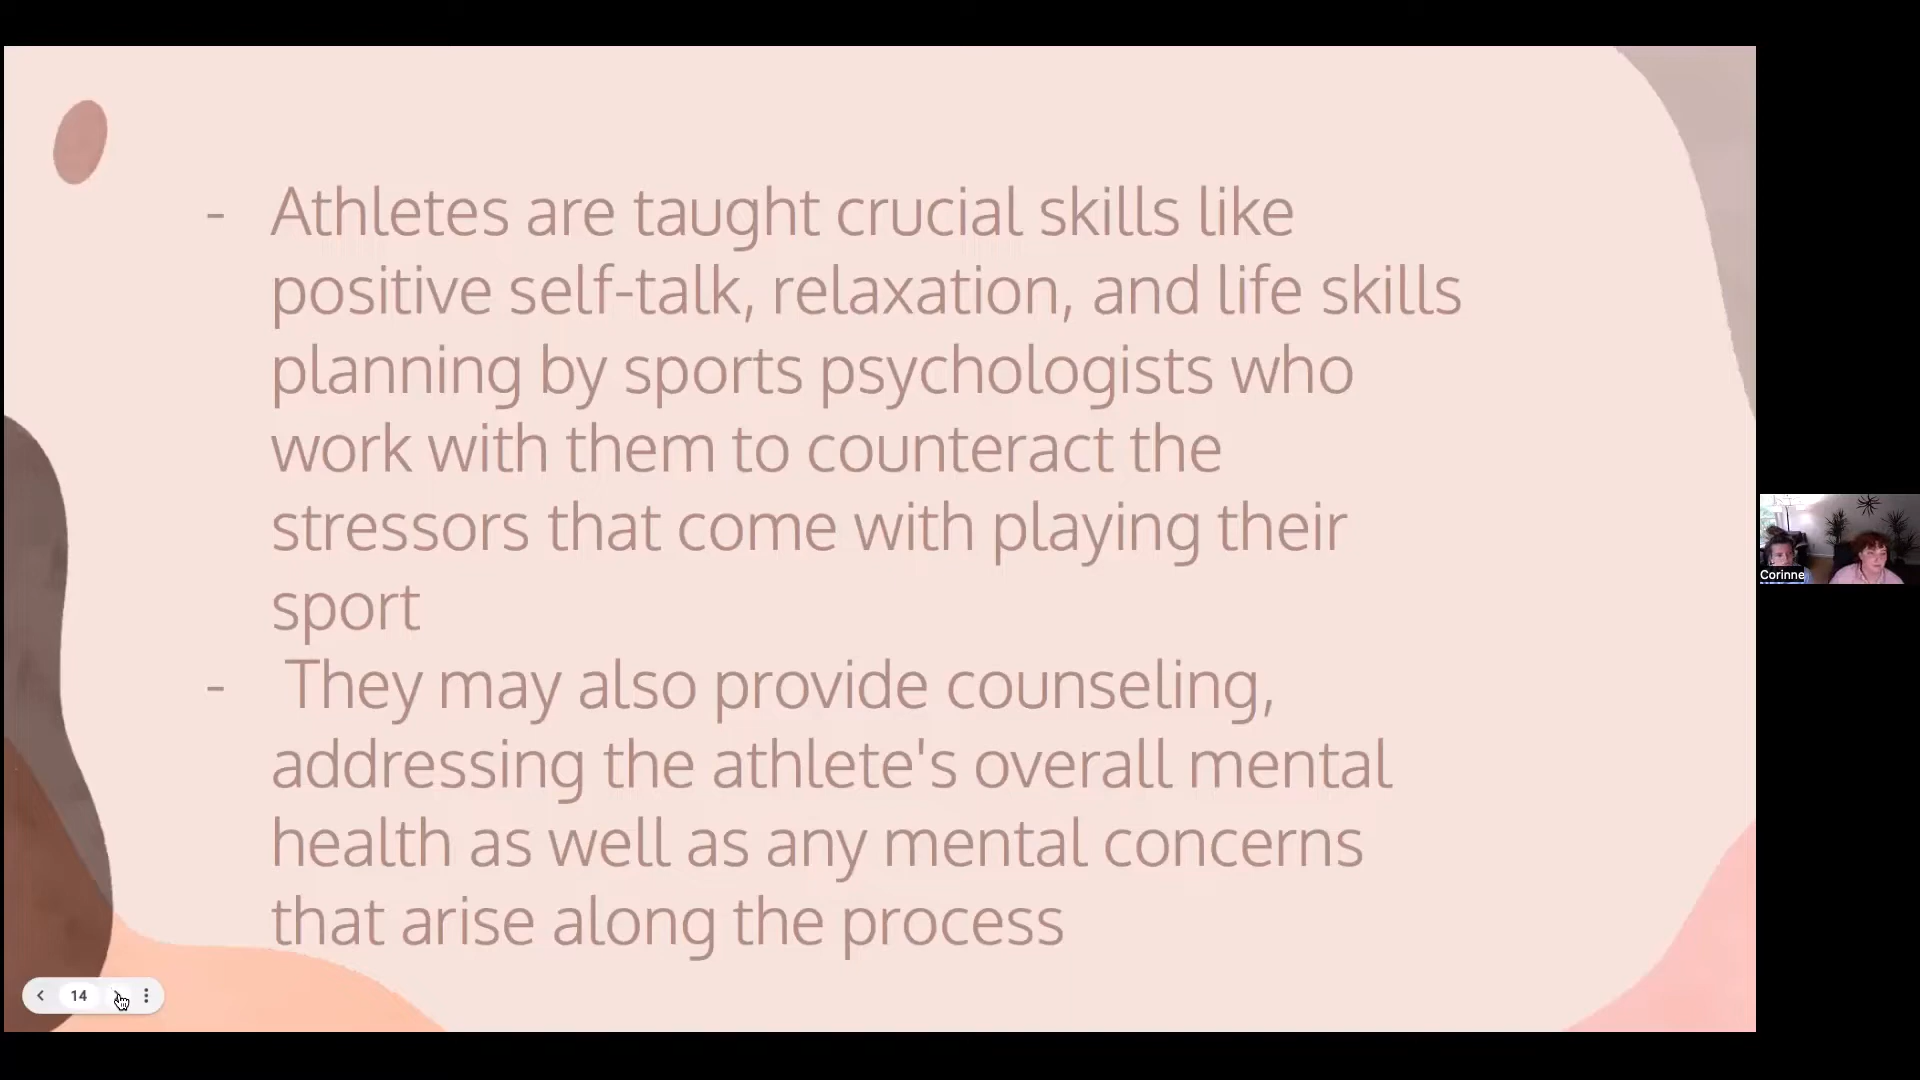 - Athletes are taught crucial skills like
positive self-talk, relaxation, and life skills
planning by sports psychologists who
work with them to counteract the
stressors that come with playing their
sport
- They may also provide counseling,
addressing the athlete's overall mental
health as well as any mental concerns
that arise along the process
14
Corinne